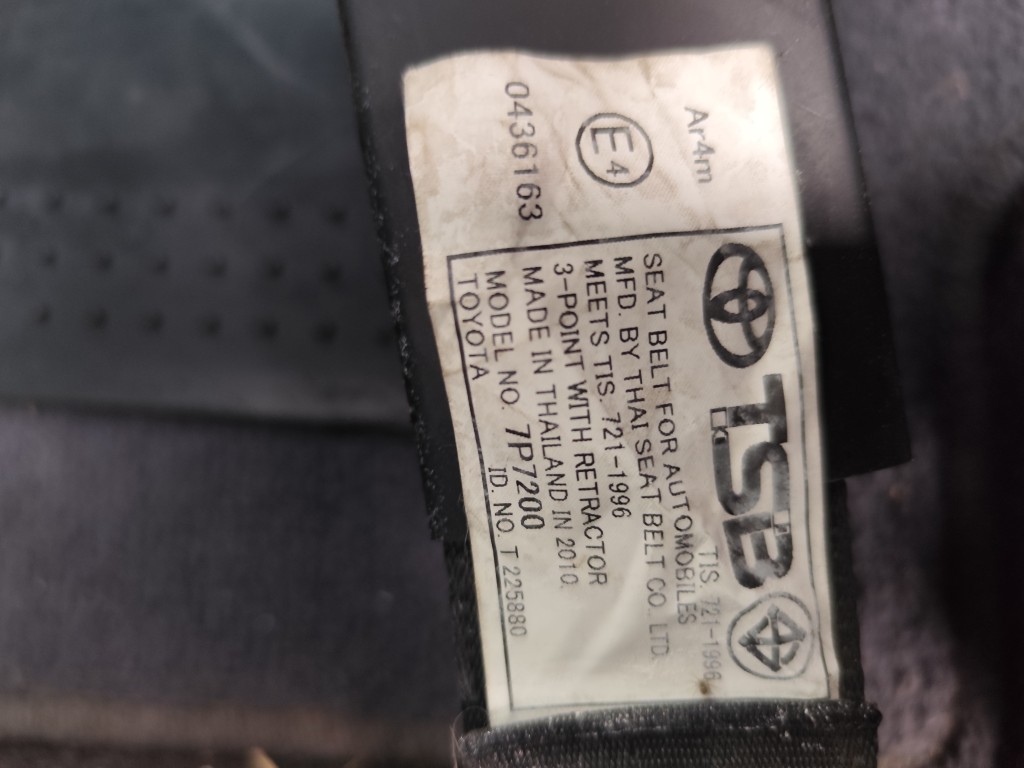 Ar4m
E4
0436163
TSB
TIS. 721-1996
SEAT BELT FOR AUTOMOBILES
MFD. BY THAI SEAT BELT CO. LTD.
MEETS TIS. 721-1996
3-POINT WITH RETRACTOR
MADE IN THAILAND IN 2010.
MODEL NO. 7P7200
TOYOTA ID. NO. T 225880